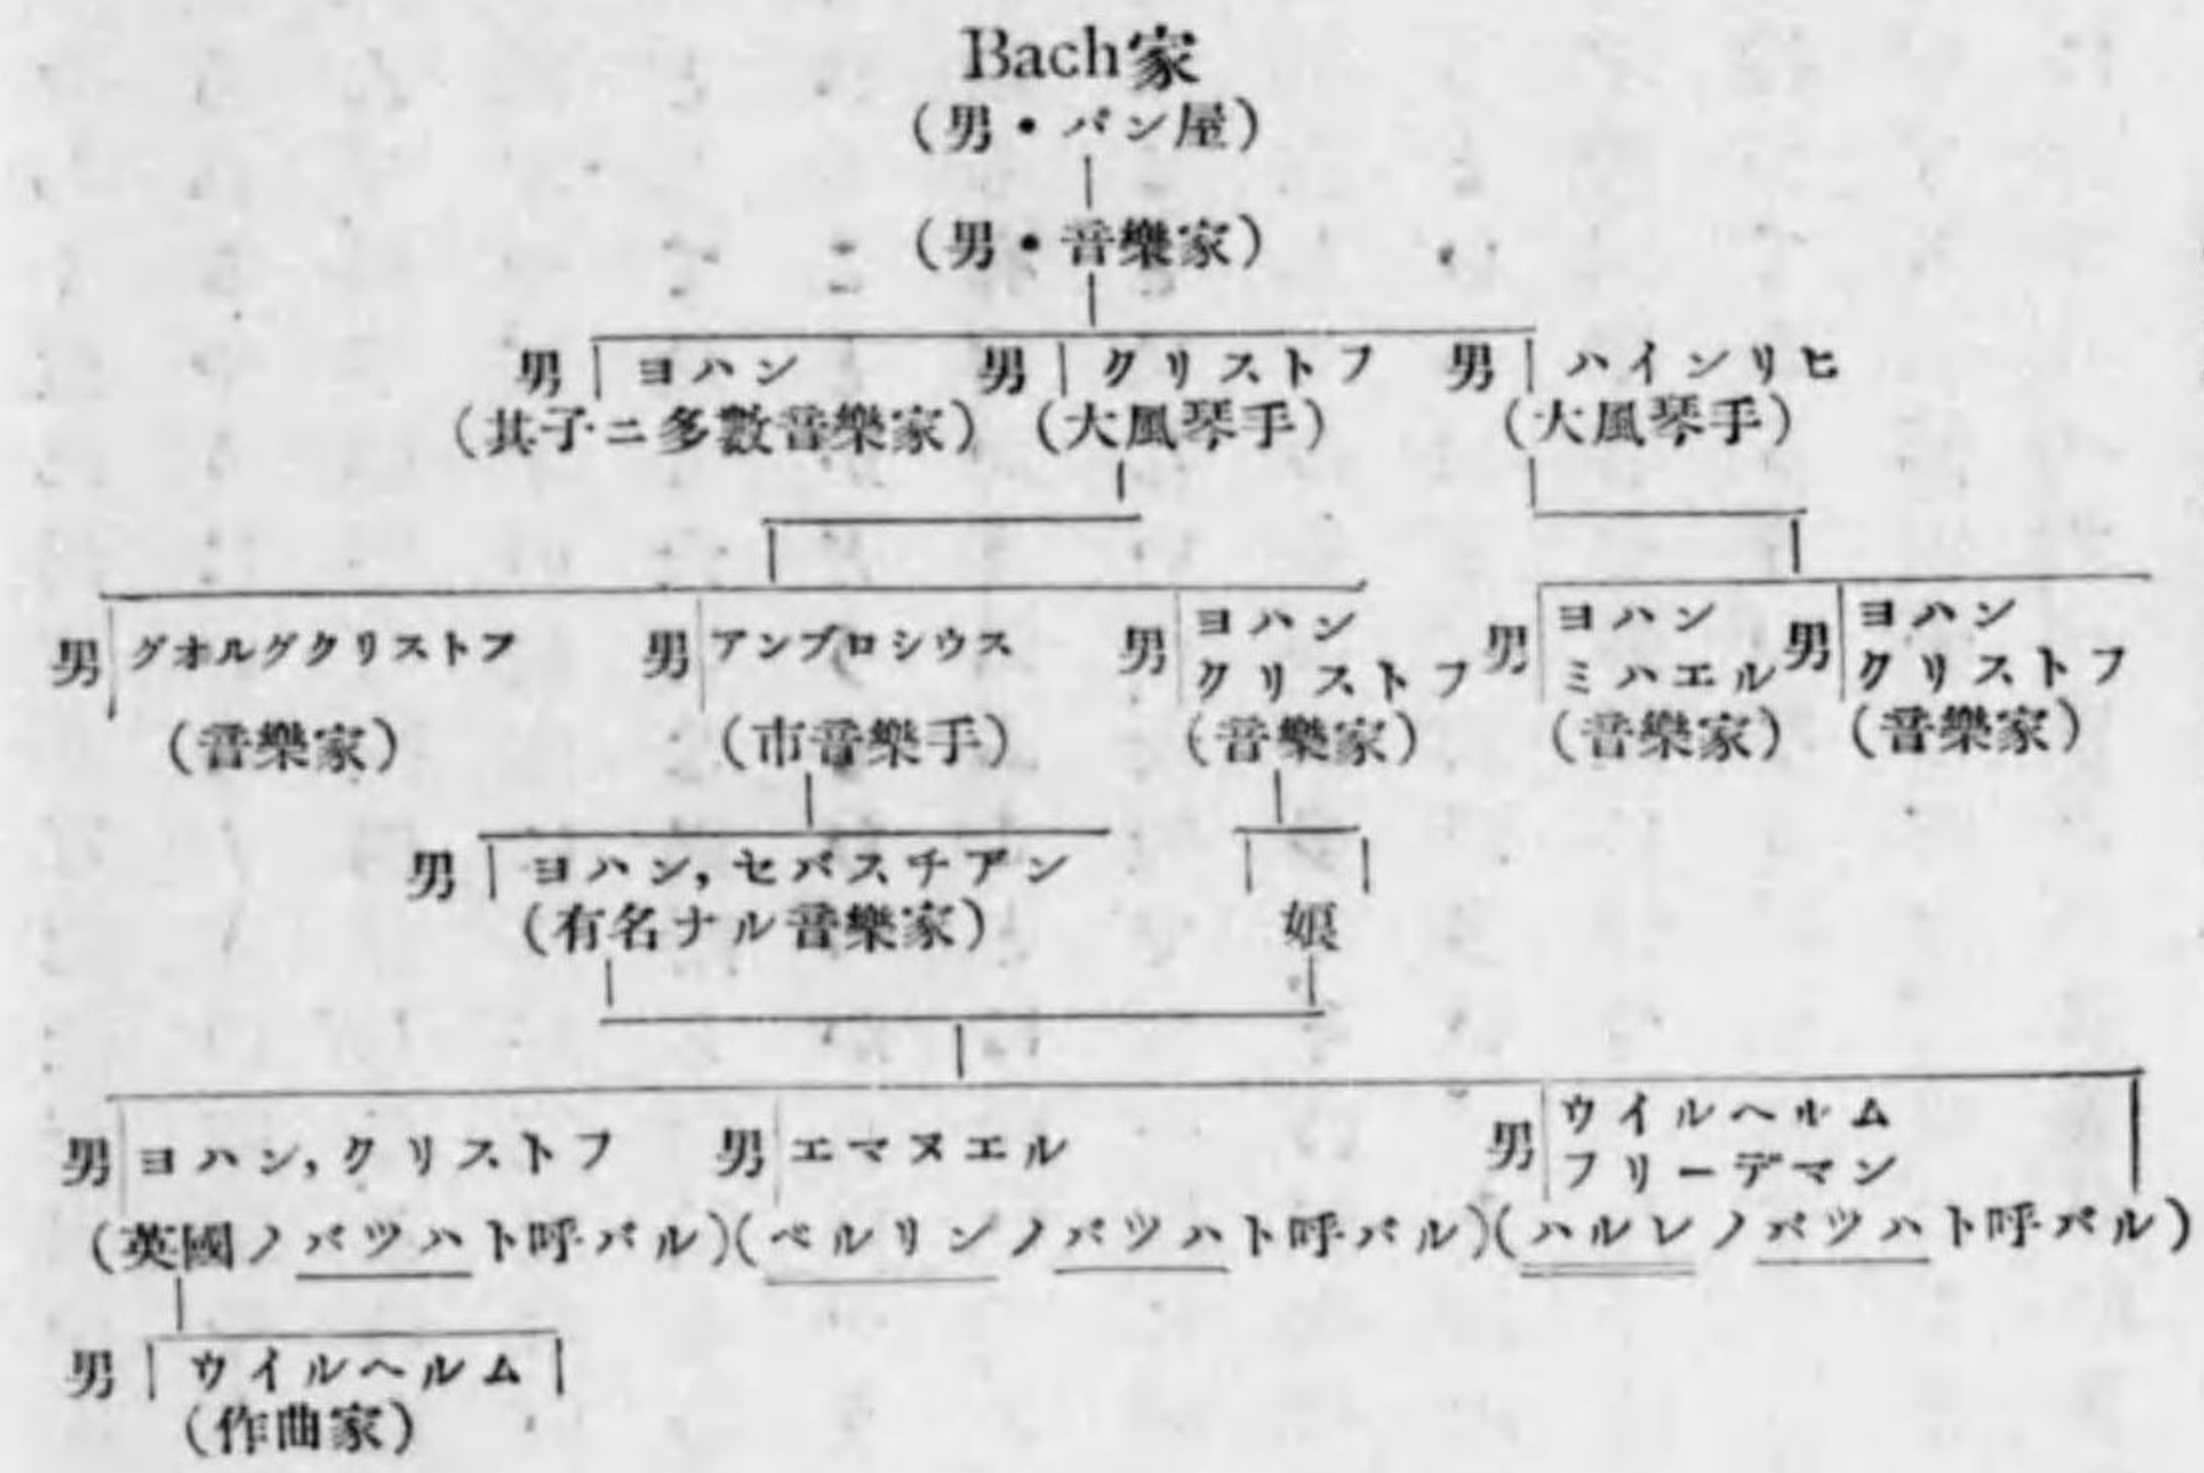 Bach家
(男・パン屋)
(男・音樂家)
男 ヨハン 男 クリストフ 男 ハインリヒ
(其子ニ多數音樂家) (大風琴手) (大風琴手)
男 グオルグクリストフ 男 アンブロシウス 男 ヨハン クリストフ 男 ヨハン ミハエル 男 ヨハン クリストフ
(音樂家) (市音樂手) (音樂家) (音樂家) (音樂家)
男 ヨハン, セバスチアン
(有名ナル音樂家) 娘
男 ヨハン, クリストフ 男 エマヌエル 男 ウイルヘルム フリーデマン
(英國ノバツハト呼バル)(ベルリンノバツハト呼バル)(ハルレノバツハト呼バル)
男 ウイルヘルム
(作曲家)